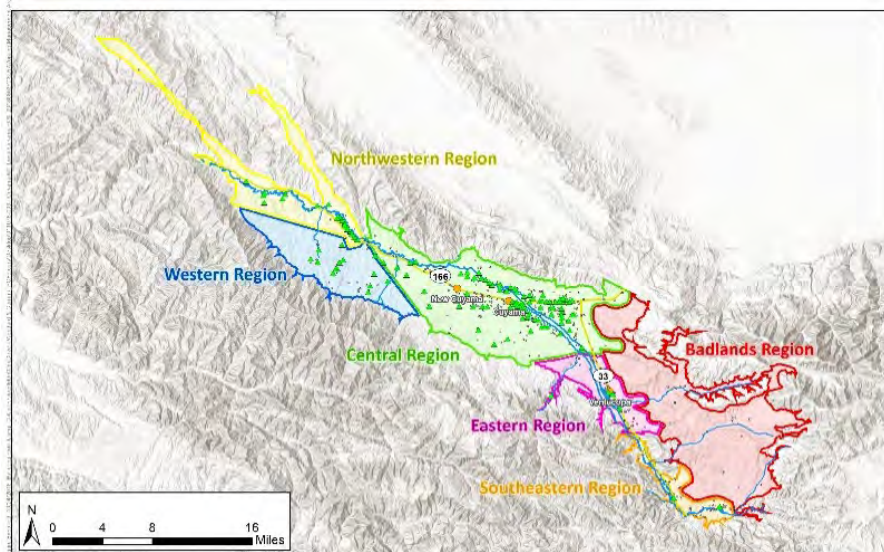 Northwestern Region
Western Region
166
New Cuyama
Cuyama
Central Region
Badlands Region
33
Ventucopa
Eastern Region
Southeastern Region
N
0 4 8 16
Miles